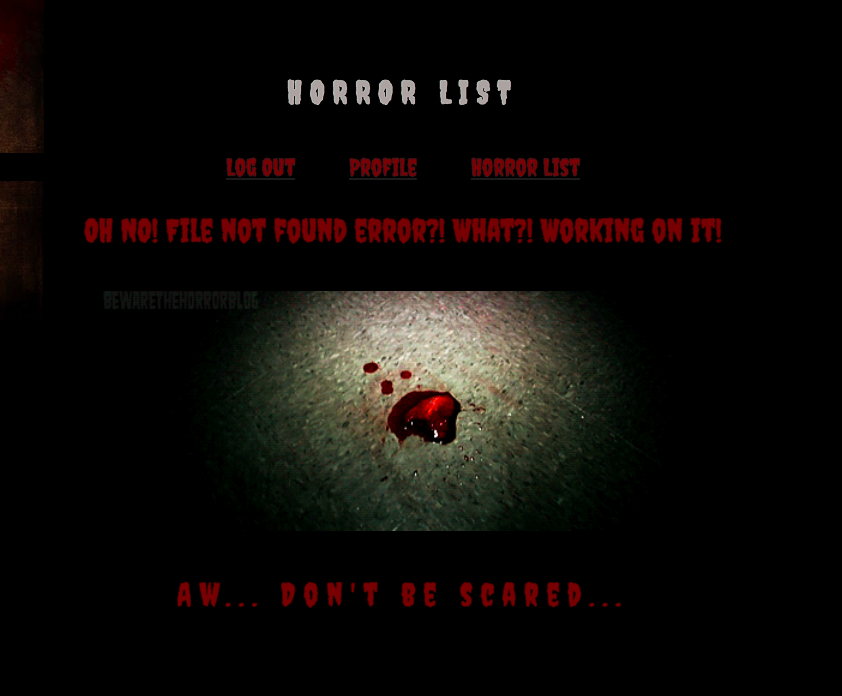 HORROR LIST
LOG OUT PROFILE HORROR LIST
OH NO! FILE NOT FOUND ERROR?! WHAT?! WORKING ON IT!
BEWARETHEHORRORBLOG
AW... DON'T BE SCARED...